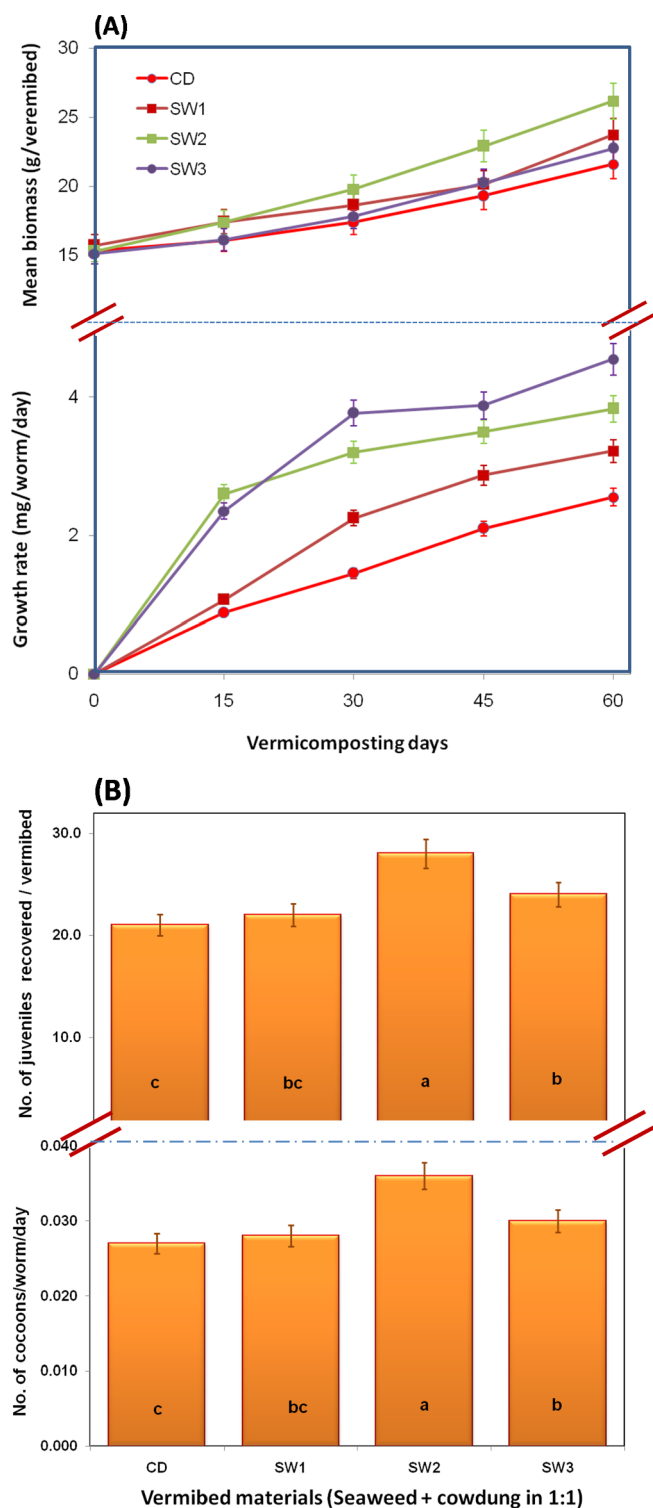 (A)
Mean biomass (g/veremibed)
30
25
20
15
CD
SW1
SW2
SW3
Growth rate (mg/worm/day)
4
2
0
0 15 30 45 60
Vermicomposting days
(B)
No. of juveniles recovered / vermibed
30.0
20.0
10.0
c bc a b
No. of cocoons/worm/day
0.040
0.030
0.020
0.010
0.000
c bc a b
CD SW1 SW2 SW3
Vermibed materials (Seaweed + cowdung in 1:1)